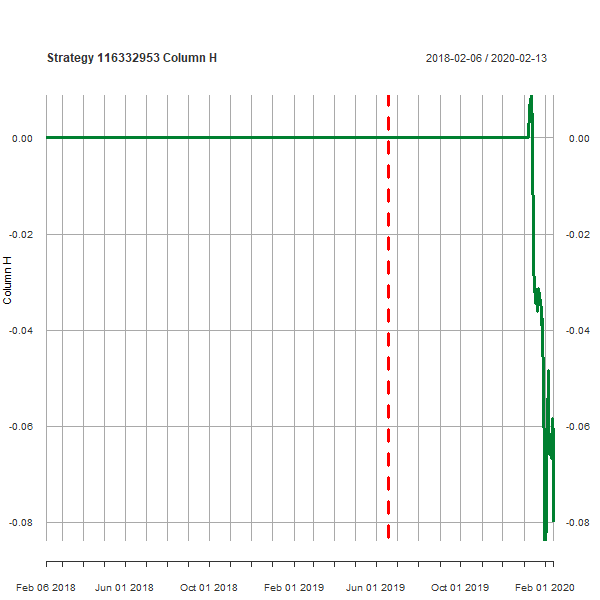 Strategy 116332953 Column H
2018-02-06 / 2020-02-13
0.00 0.00
-0.02 -0.02
Column H
-0.04 -0.04
-0.06 -0.06
-0.08 -0.08
Feb 06 2018 Jun 01 2018 Oct 01 2018 Feb 01 2019 Jun 01 2019 Oct 01 2019 Feb 01 2020